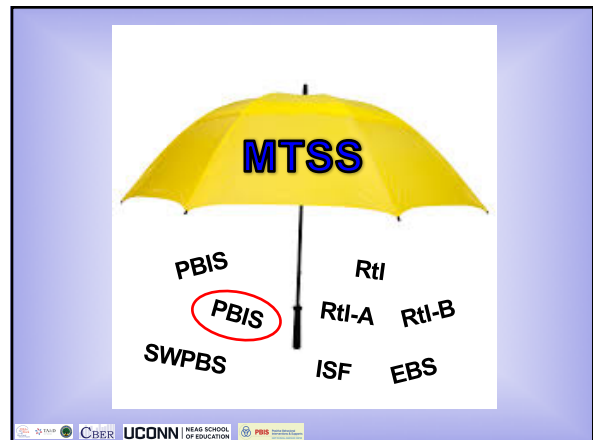 MTSS
PBIS
RtI
PBIS
RtI-A
RtI-B
SWPBS
ISF
EBS
CBER UCONN NEAG SCHOOL OF EDUCATION PBIS